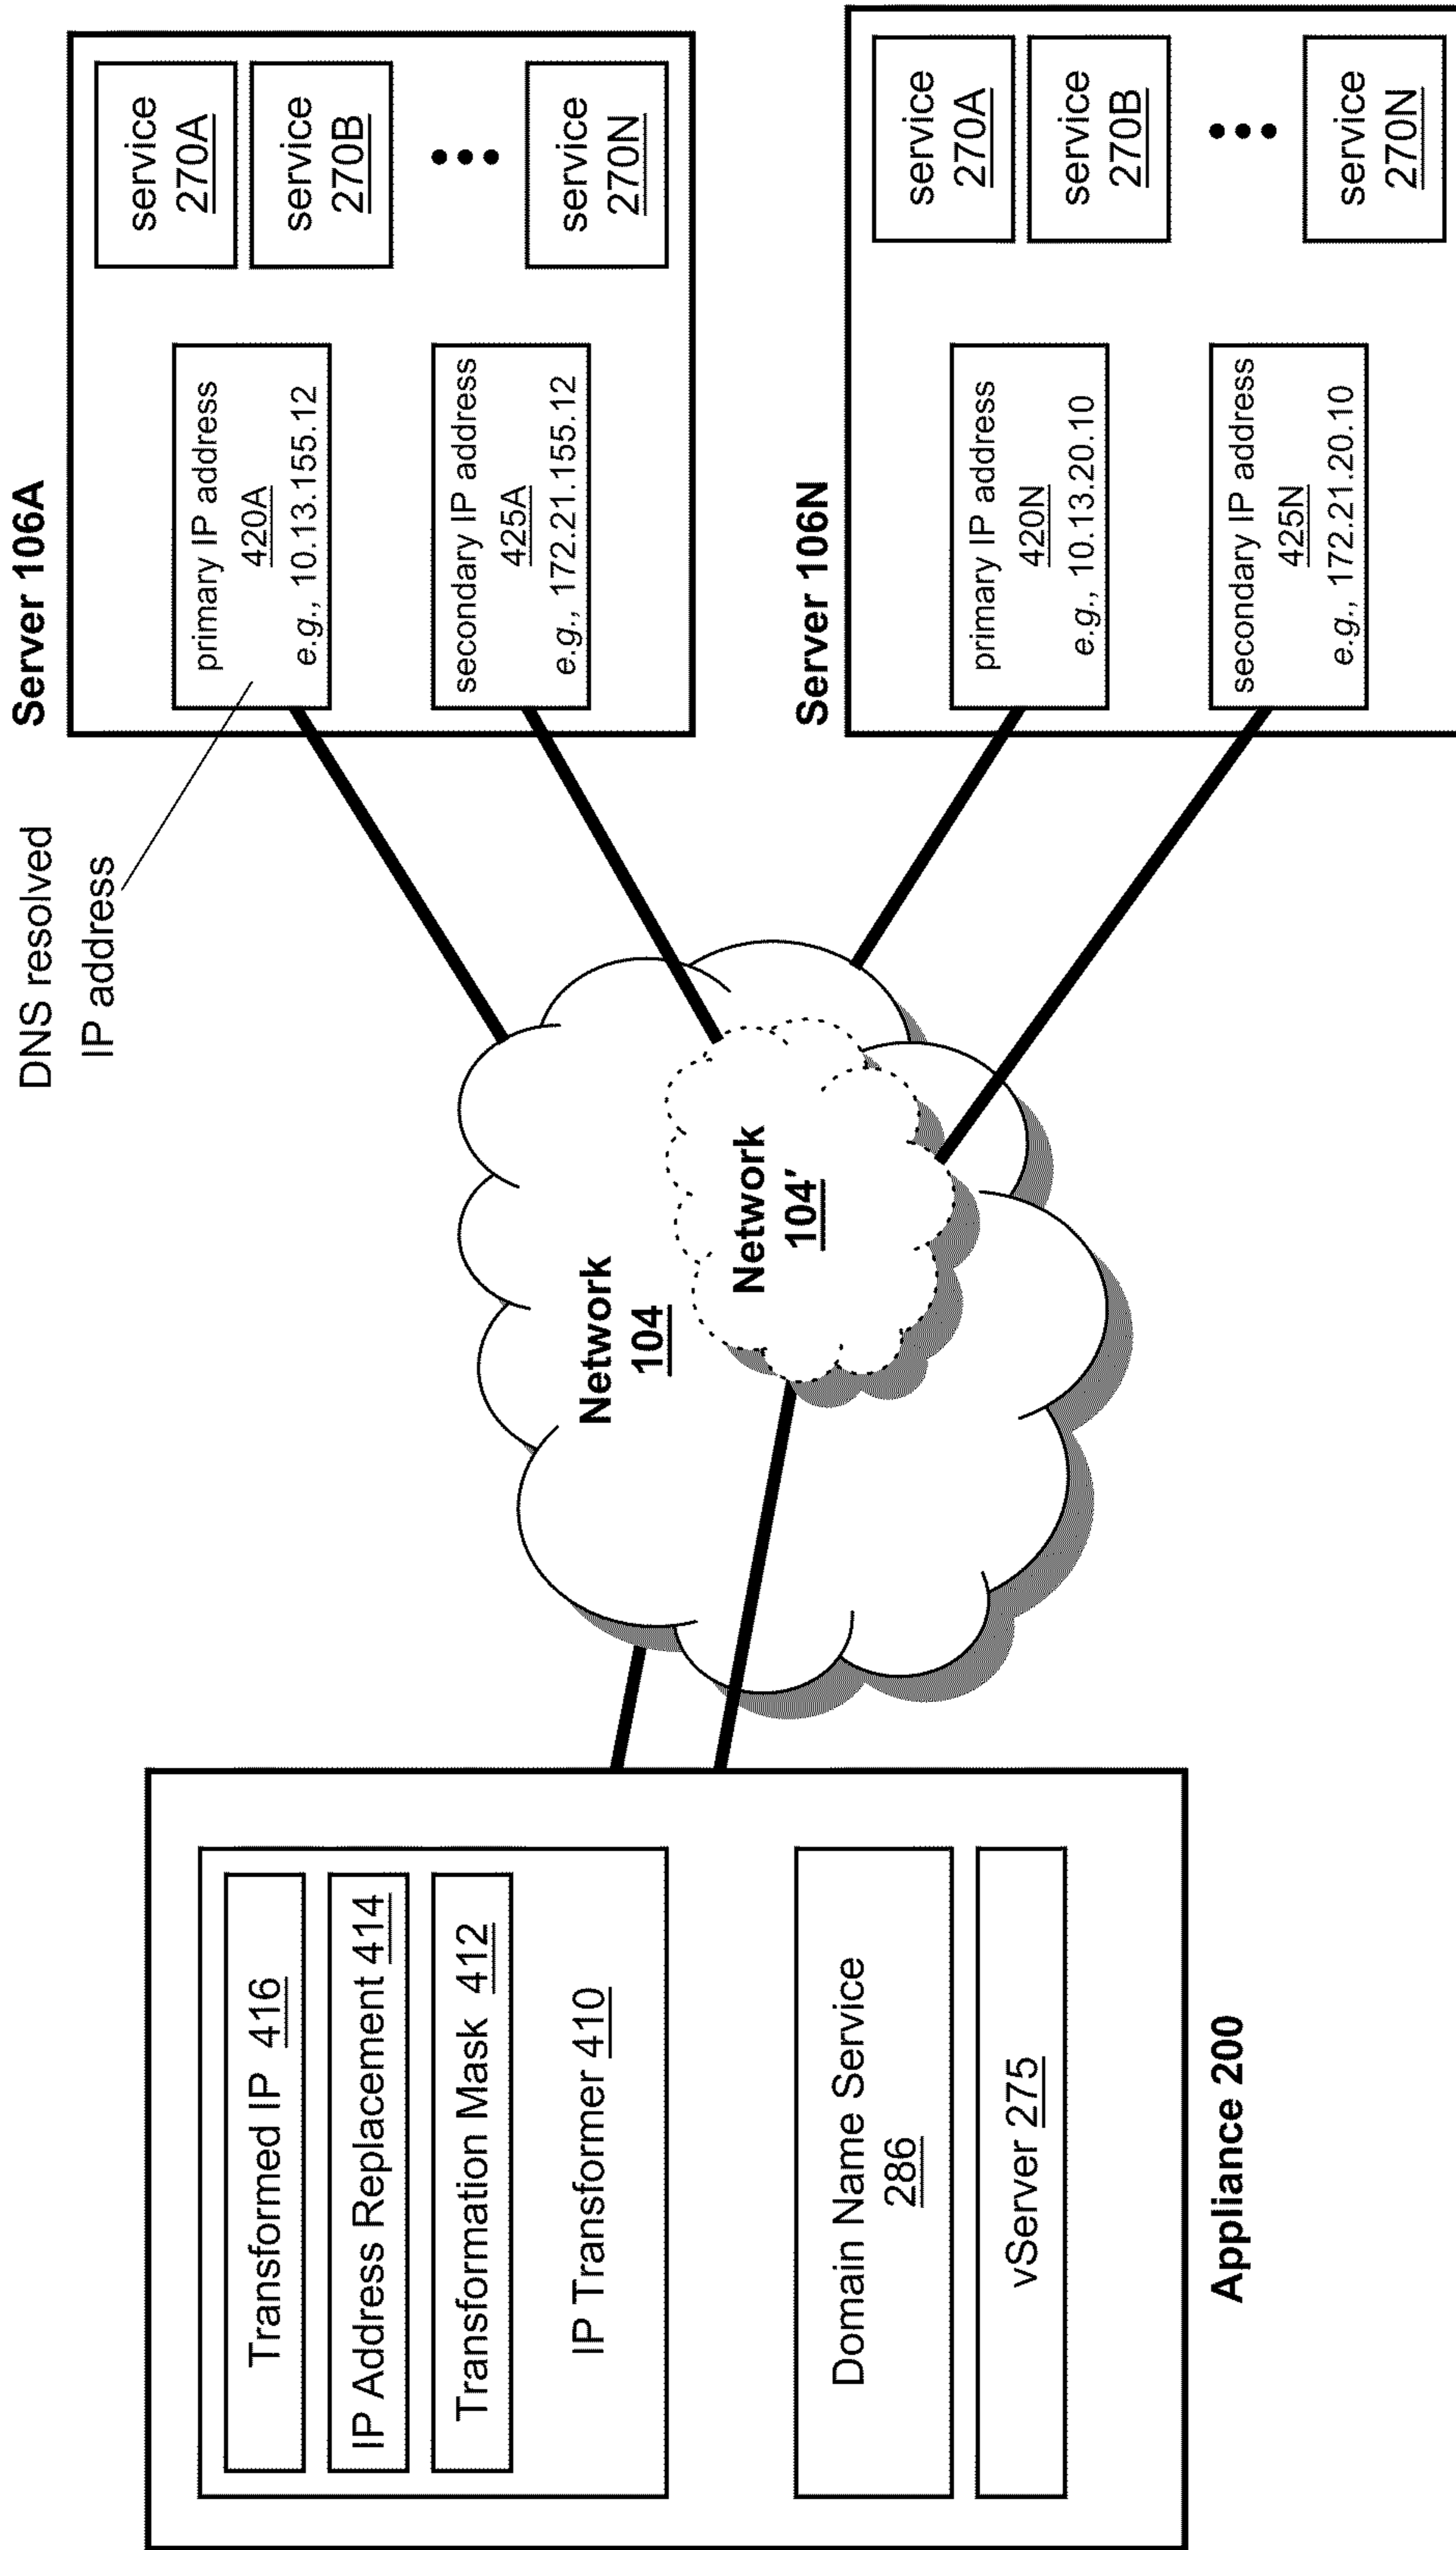 Server 106A
DNS resolved
IP address
primary IP address
420A
e.g., 10.13.155.12
secondary IP address
425A
e.g., 172.21.155.12
service
270A
service
270B
service
270N
Server 106N
primary IP address
420N
e.g., 10.13.20.10
secondary IP address
425N
e.g., 172.21.20.10
service
270A
service
270B
service
270N
Network
104
Network
104′
Transformed IP 416
IP Address Replacement 414
Transformation Mask 412
IP Transformer 410
Domain Name Service
286
vServer 275
Appliance 200